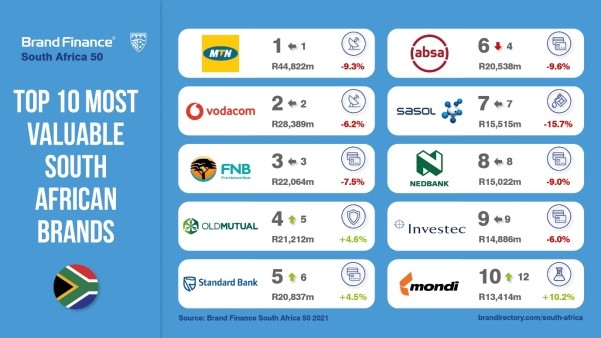 Brand Finance®
South Africa 50
TOP 10 MOST
VALUABLE
SOUTH
AFRICAN
BRANDS
MTN
1 1
R44,822m -9.3%
vodacom
2 2
R28,389m -6.2%
FNB
First National Bank
3 3
R22,064m -7.5%
OLDMUTUAL
4 5
R21,212m +4.6%
Standard Bank
5 6
R20,837m +4.5%
absa
6 4
R20,538m -9.6%
SASOL
7 7
R15,515m -15.7%
NEDBANK
8 8
R15,022m -9.0%
Investec
9 9
R14,886m -6.0%
mondi
10 12
R13,414m +10.2%
Source: Brand Finance South Africa 50 2021
brandirectory.com/south-africa